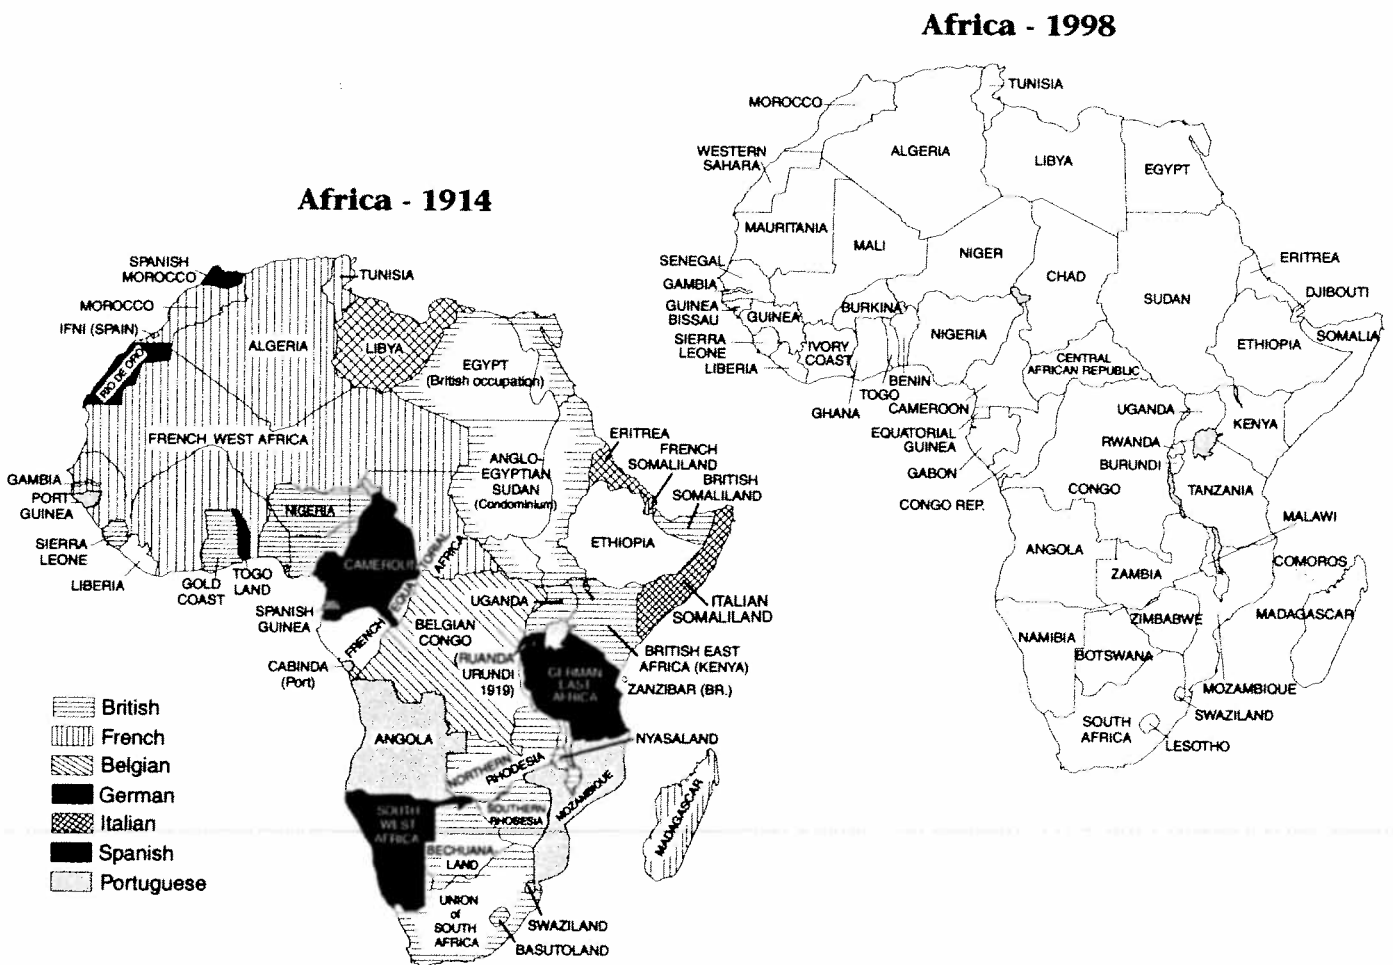 Africa - 1998
TUNISIA
MOROCCO
WESTERN
SAHARA
ALGERIA
LIBYA
EGYPT
MAURITANIA
MALI
NIGER
CHAD
SUDAN
ERITREA
SENEGAL
GAMBIA
DJIBOUTI
GUINEA
BISSAU
GUINEA
BURKINA
NIGERIA
SOMALIA
ETHIOPIA
SIERRA
LEONE
IVORY
COAST
LIBERIA
CENTRAL
AFRICAN REPUBLIC
BENIN
TOGO
GHANA
CAMEROON
UGANDA
KENYA
EQUATORIAL
GUINEA
RWANDA
BURUNDI
GABON
CONGO
TANZANIA
CONGO REP.
MALAWI
ANGOLA
ZAMBIA
COMOROS
ZIMBABWE
MADAGASCAR
NAMIBIA
BOTSWANA
MOZAMBIQUE
SWAZILAND
SOUTH
AFRICA
LESOTHO
Africa - 1914
SPANISH
MOROCCO
TUNISIA
MOROCCO
IFNI (SPAIN)
ALGERIA
LIBYA
RIO DE ORO
EGYPT
(British occupation)
FRENCH WEST AFRICA
ERITREA
FRENCH
SOMALILAND
BRITISH
SOMALILAND
ANGLO-
EGYPTIAN
SUDAN
(Condominium)
GAMBIA
PORT
GUINEA
NIGERIA
SIERRA
LEONE
ETHIOPIA
LIBERIA
GOLD
COAST
TOGO
LAND
CAMEROUN
FRENCH
EQUATORIAL
AFRICA
UGANDA
ITALIAN
SOMALILAND
SPANISH
GUINEA
BELGIAN
CONGO
(RUANDA
URUNDI
1919)
BRITISH EAST
AFRICA (KENYA)
CABINDA
(Port)
GERMAN
EAST
AFRICA
ZANZIBAR (BR.)
ANGOLA
NYASALAND
NORTHERN
RHODESIA
MOZAMBIQUE
MADAGASCAR
SOUTH
WEST
AFRICA
SOUTHERN
RHOBESIA
BECHUANA-
LAND
UNION
of
SOUTH
AFRICA
SWAZILAND
BASUTOLAND
British
French
Belgian
German
Italian
Spanish
Portuguese